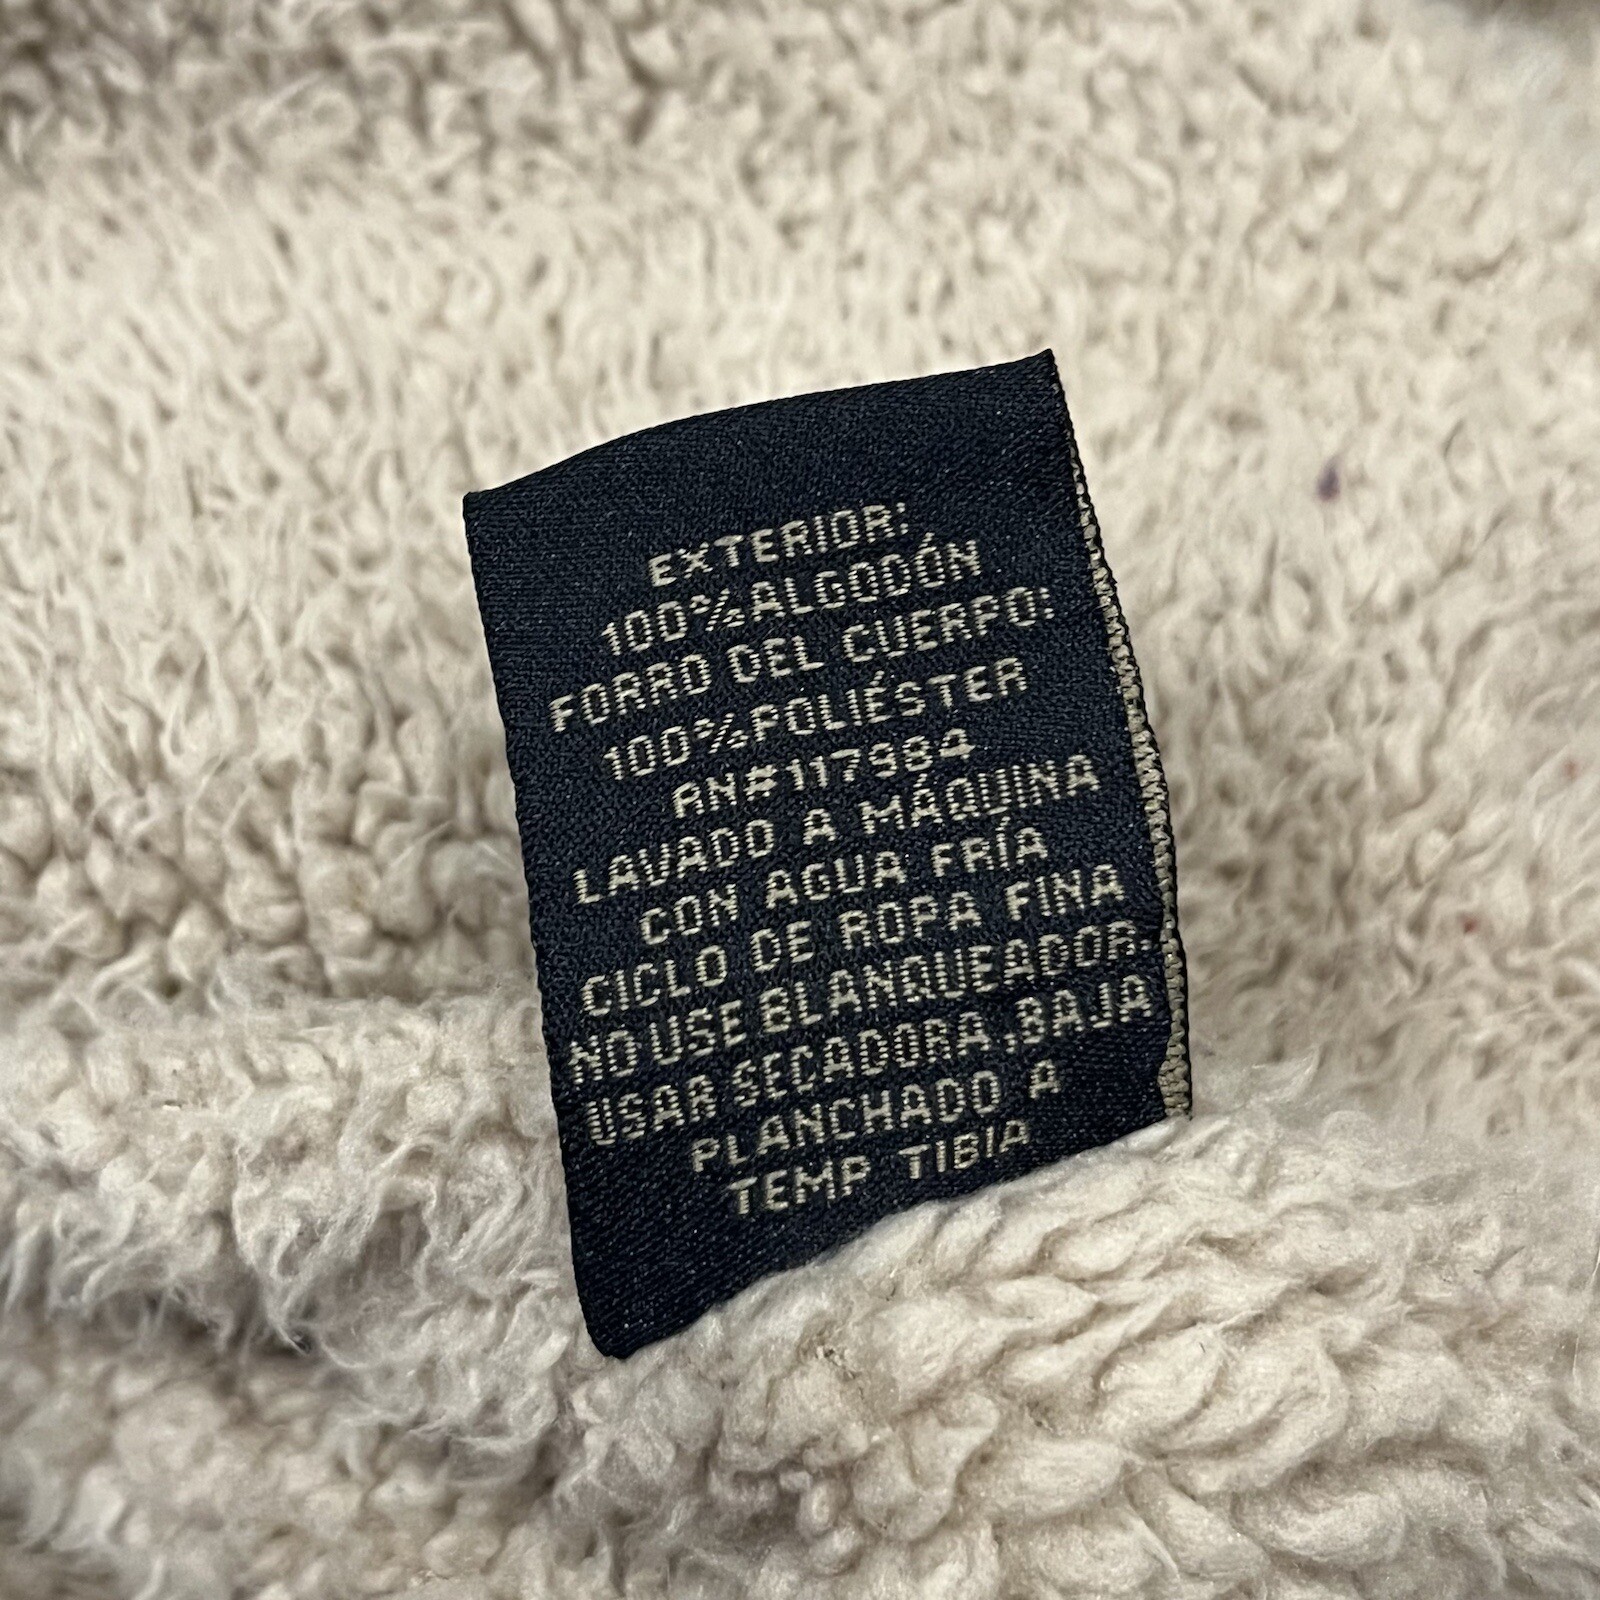 EXTERIOR:
100%ALGODÓN
FORRO DEL CUERPO:
100%POLIÉSTER
RN#117984
LAVADO A MÁQUINA
CON AGUA FRÍA
CICLO DE ROPA FINA
NO USE BLANQUEADOR.
USAR SECADORA.BAJA
PLANCHADO A
TEMP TIBIA